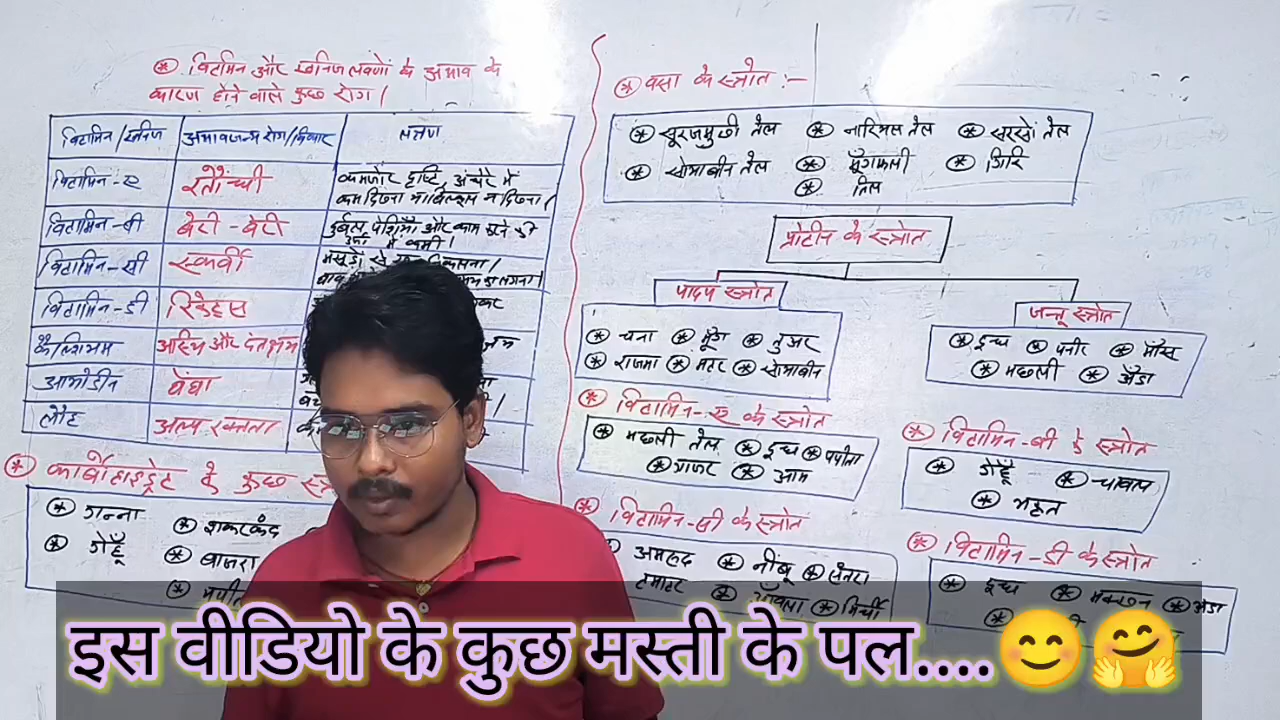 ⊛ विटामिन और खनिज लवणों के अभाव के
कारण होने वाले कुछ रोग।
विटामिन/खनिज अभावजन्य रोग/विकार लक्षण
विटामिन-ए रतौन्धी कमजोर दृष्टि, अंधेरे में
कम दिखना या बिल्कुल न दिखना।
विटामिन-बी बेरी-बेरी दुर्बल पेशियाँ और काम करने की
ऊर्जा में कमी।
विटामिन-सी स्कर्वी मसूड़ों से
विटामिन-डी रिकेट्स
कैल्शियम अस्थि और दंतक्षय
आयोडीन घेंघा
लौह अल्प रक्तता
⊛ कार्बोहाइड्रेट के कुछ
⊛ गन्ना ⊛ शकरकंद
⊛ गेहूँ ⊛ बाजरा
⊛ वसा के स्त्रोत :-
⊛ सूरजमुखी तेल ⊛ नारियल तेल ⊛ सरसों तेल
⊛ सोयाबीन तेल ⊛ मूँगफली ⊛ गिरि
⊛ तिल
प्रोटीन के स्त्रोत
पादप स्त्रोत
⊛ चना ⊛ मूँग ⊛ तुअर
⊛ राजमा ⊛ मटर ⊛ सोयाबीन
जन्तु स्त्रोत
⊛ दूध ⊛ पनीर ⊛ माँस
⊛ मछली ⊛ अंडा
⊛ विटामिन-ए के स्त्रोत
⊛ मछली तेल ⊛ दूध ⊛ पपीता
⊛ गाजर ⊛ आम
⊛ विटामिन-बी के स्त्रोत
⊛ गेहूँ ⊛ चावल
⊛ यकृत
विटामिन-सी के स्त्रोत
अमरूद ⊛ नींबू ⊛ संतरा
टमाटर ⊛ आँवला ⊛ मिर्ची
⊛ विटामिन-डी के स्त्रोत
⊛ दूध ⊛ मक्खन ⊛ अंडा
इस वीडियो के कुछ मस्ती के पल....😊🤗